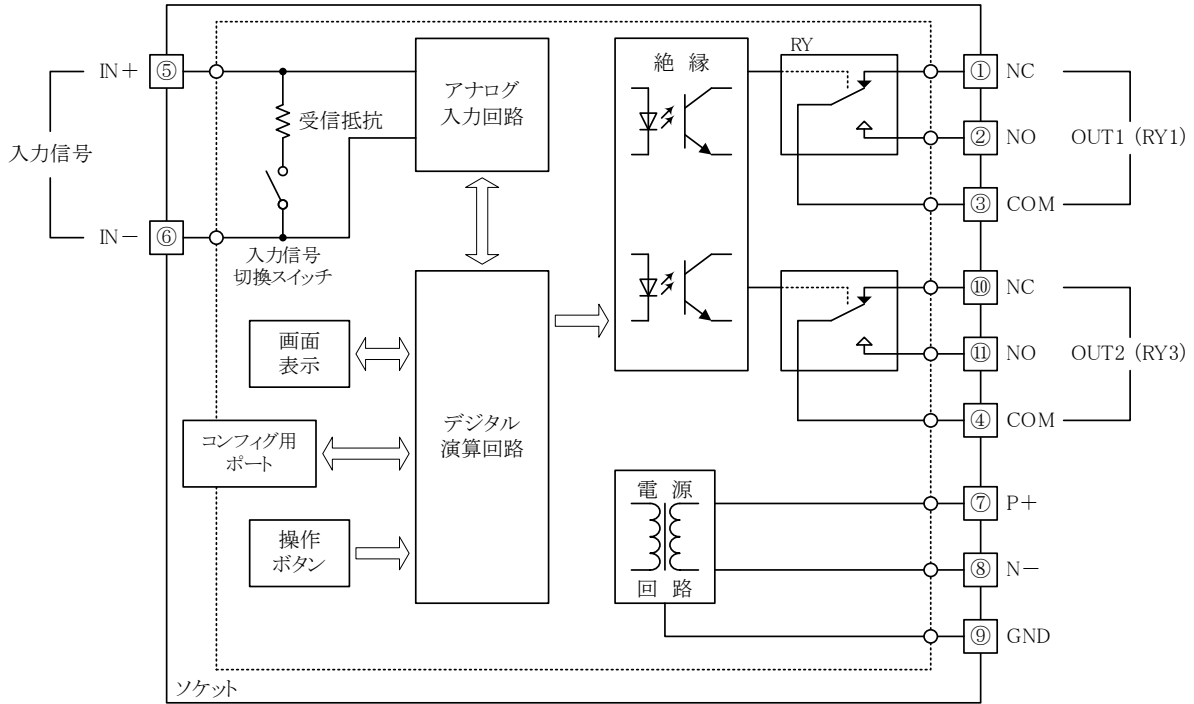 IN+ ⑤
入力信号
IN- ⑥
受信抵抗
入力信号
切換スイッチ
アナログ
入力回路
画面
表示
コンフィグ用
ポート
操作
ボタン
デジタル
演算回路
絶 縁
RY
① NC
② NO
③ COM
OUT1 (RY1)
⑩ NC
⑪ NO
④ COM
OUT2 (RY3)
電 源
回 路
⑦ P+
⑧ N-
⑨ GND
ソケット